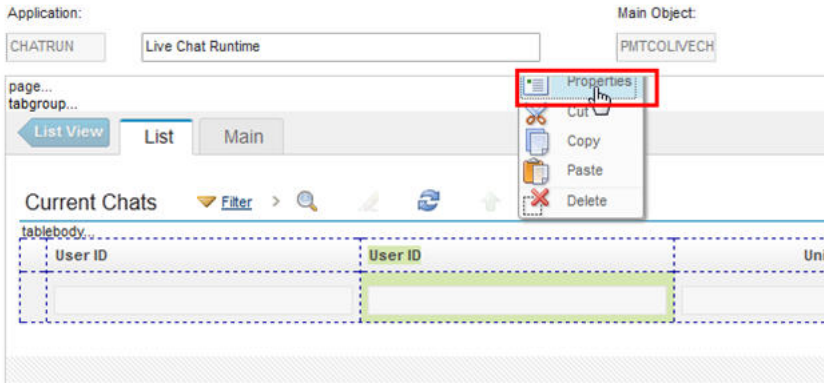 Application:
Main Object:
CHATRUN
Live Chat Runtime
PMTCOLIVECH
page...
tabgroup...
List View
List
Main
Properties
Cut
Copy
Paste
Delete
Current Chats
Filter
>
tablebody...
User ID
User ID
Uni